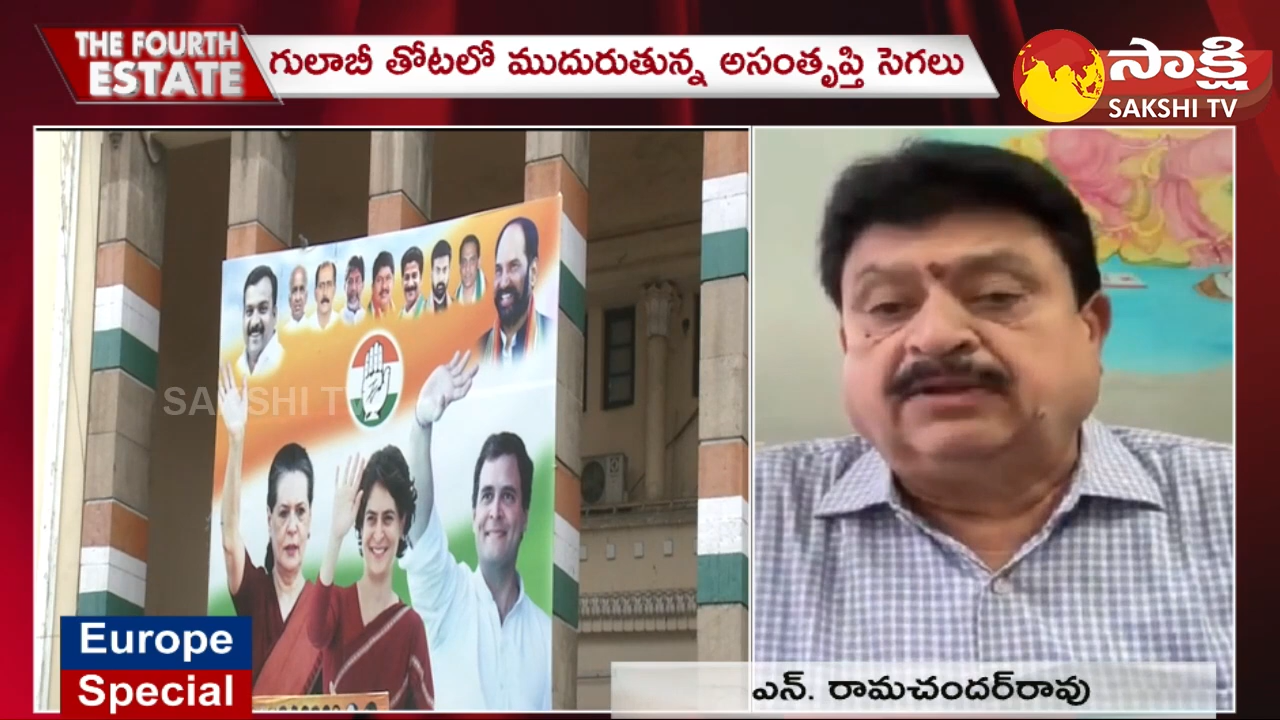 THE FOURTH
ESTATE
గులాబీ తోటలో ముదురుతున్న అసంతృప్తి సెగలు
సాక్షి
SAKSHI TV
SAKSHI TV
Europe
Special
ఎన్. రామచందర్‌రావు